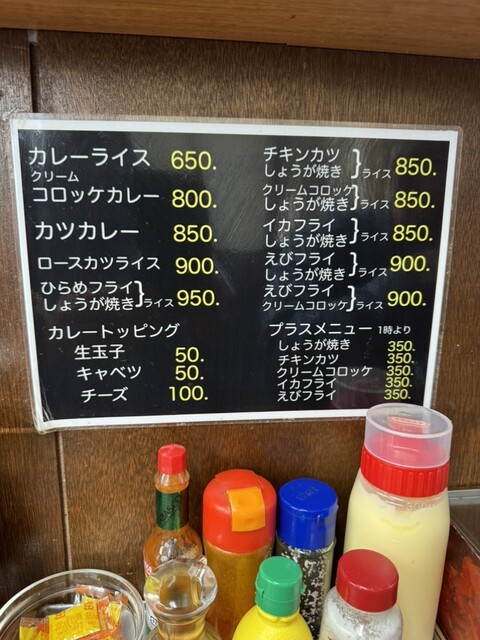 カレーライス 650.
クリーム
コロッケカレー 800.
カツカレー 850.
ロースカツライス 900.
ひらめフライ
しょうが焼き}ライス 950.
カレートッピング
生玉子 50.
キャベツ 50.
チーズ 100.
チキンカツ
しょうが焼き}ライス 850.
クリームコロッケ
しょうが焼き}ライス 850.
イカフライ
しょうが焼き}ライス 850.
えびフライ
しょうが焼き}ライス 900.
えびフライ
クリームコロッケ}ライス 900.
プラスメニュー 1時より
しょうが焼き 350.
チキンカツ 350.
クリームコロッケ 350.
イカフライ 350.
えびフライ 350.